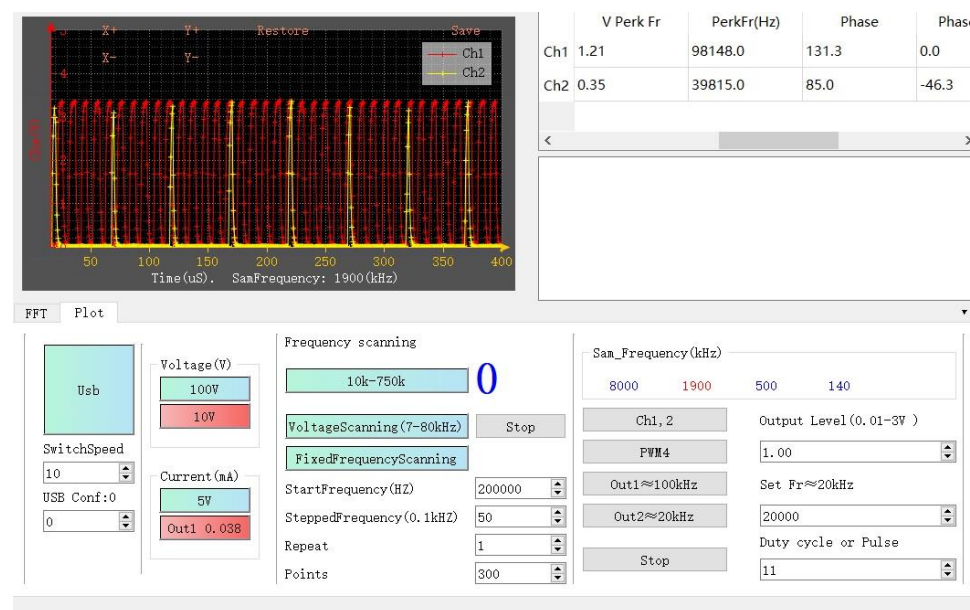 X+ Y+ Restore Save
X- Y-
Ch1
Ch2
50 100 150 200 250 300 350 400
Time(uS). SamFrequency: 1900(kHz)
V Perk Fr PerkFr(Hz) Phase Phase
Ch1 1.21 98148.0 131.3 0.0
Ch2 0.35 39815.0 85.0 -46.3
FFT Plot
Usb
SwitchSpeed
10
USB Conf:0
0
Voltage(V)
100V
10V
Current(mA)
5V
Out1 0.038
Frequency scanning
10k-750k 0
VoltageScanning(7-80kHz) Stop
FixedFrequencyScanning
StartFrequency(HZ) 200000
SteppedFrequency(0.1kHZ) 50
Repeat 1
Points 300
Sam_Frequency(kHz)
8000 1900 500 140
Ch1,2 Output Level(0.01-3V )
PWM4 1.00
Out1≈100kHz Set Fr≈20kHz
Out2≈20kHz 20000
Duty cycle or Pulse
Stop 11